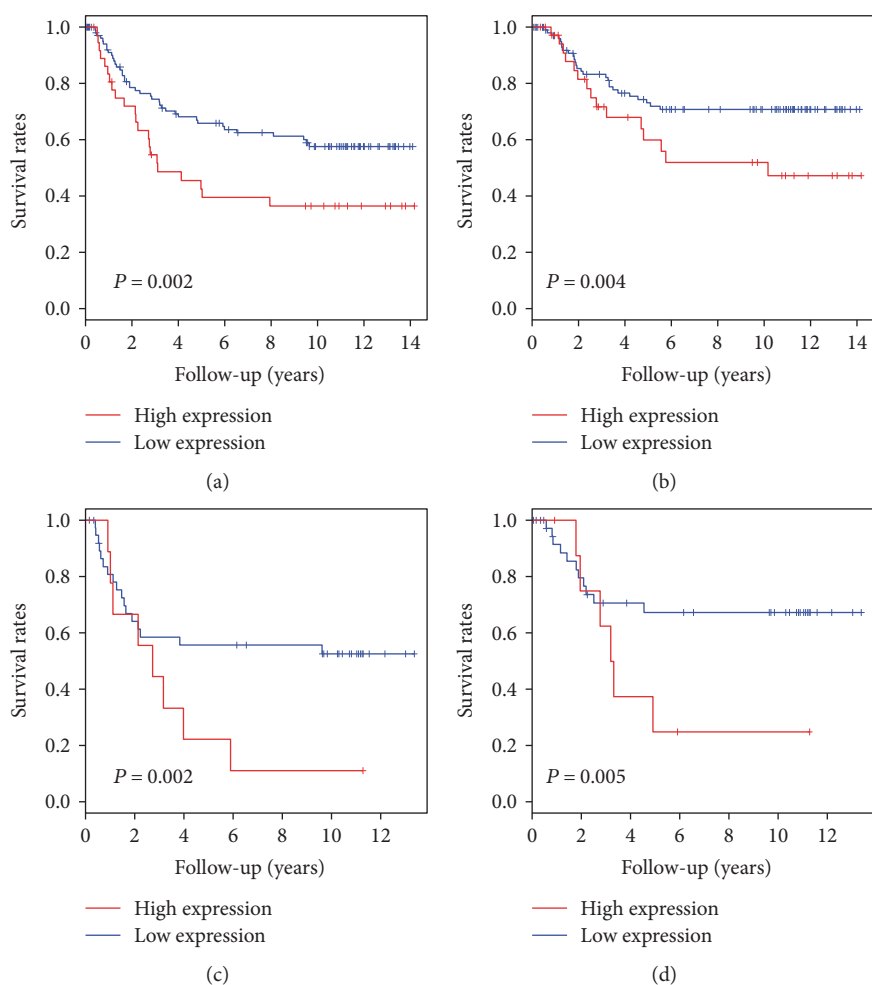 1.0
0.8
0.6
0.4
0.2
0.0
Survival rates
P = 0.002
0 2 4 6 8 10 12 14
Follow-up (years)
High expression
Low expression
(a)
1.0
0.8
0.6
0.4
0.2
0.0
Survival rates
P = 0.004
0 2 4 6 8 10 12 14
Follow-up (years)
High expression
Low expression
(b)
1.0
0.8
0.6
0.4
0.2
0.0
Survival rates
P = 0.002
0 2 4 6 8 10 12
Follow-up (years)
High expression
Low expression
(c)
1.0
0.8
0.6
0.4
0.2
0.0
Survival rates
P = 0.005
0 2 4 6 8 10 12
Follow-up (years)
High expression
Low expression
(d)